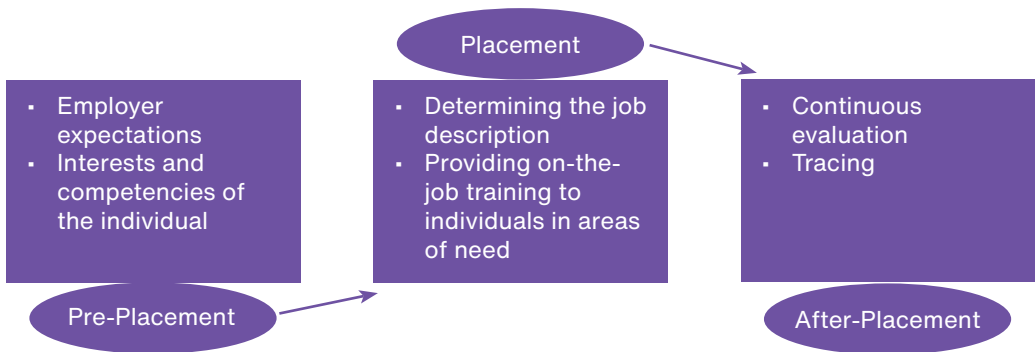 Placement
▪ Employer
expectations
▪ Interests and
competencies of
the individual
Pre-Placement
▪ Determining the job
description
▪ Providing on-the-
job training to
individuals in areas
of need
▪ Continuous
evaluation
▪ Tracing
After-Placement